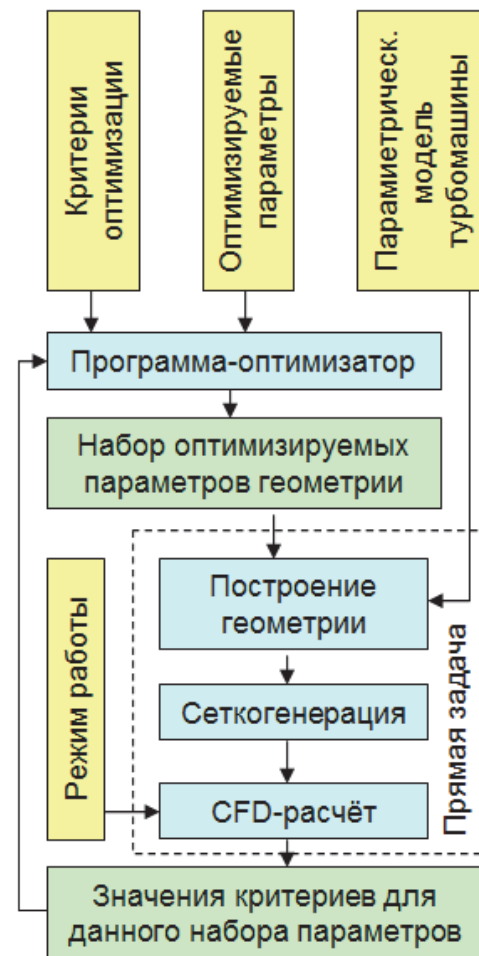 Критерии
оптимизации
Оптимизируемые
параметры
Парамиетрическ.
модель
турбомашины
Программа-оптимизатор
Набор оптимизируемых
параметров геометрии
Построение
геометрии
Сеткогенерация
CFD-расчёт
Прямая задача
Режим работы
Значения критериев для
данного набора параметров